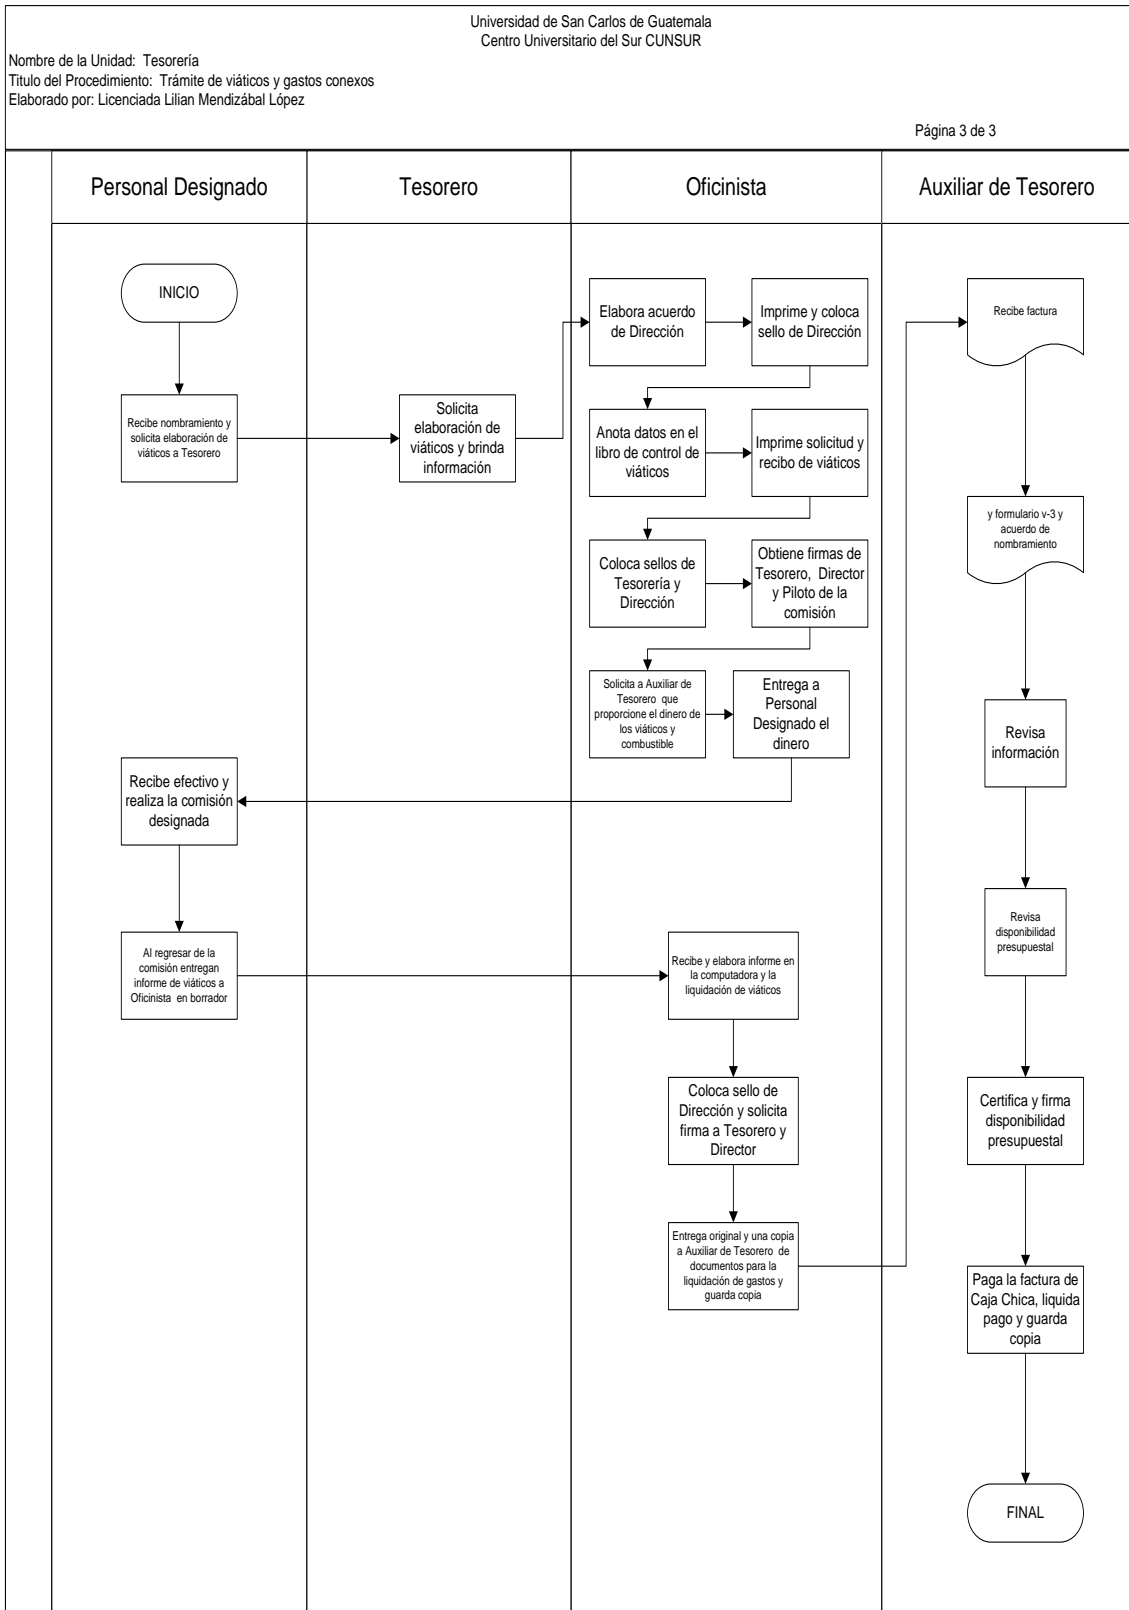 Universidad de San Carlos de Guatemala
Centro Universitario del Sur CUNSUR
Nombre de la Unidad: Tesorería
Titulo del Procedimiento: Trámite de viáticos y gastos conexos
Elaborado por: Licenciada Lilian Mendizábal López
Página 3 de 3
Personal Designado
Tesorero
Oficinista
Auxiliar de Tesorero
INICIO
Recibe nombramiento y
solicita elaboración de
viáticos a Tesorero
Solicita
elaboración de
viáticos y brinda
información
Elabora acuerdo
de Dirección
Imprime y coloca
sello de Dirección
Anota datos en el
libro de control de
viáticos
Imprime solicitud y
recibo de viáticos
Coloca sellos de
Tesorería y
Dirección
Obtiene firmas de
Tesorero, Director
y Piloto de la
comisión
Solicita a Auxiliar de
Tesorero que
proporcione el dinero de
los viáticos y
combustible
Entrega a
Personal
Designado el
dinero
Recibe efectivo y
realiza la comisión
designada
Al regresar de la
comisión entregan
informe de viáticos a
Oficinista en borrador
Recibe y elabora informe en
la computadora y la
liquidación de viáticos
Coloca sello de
Dirección y solicita
firma a Tesorero y
Director
Entrega original y una copia
a Auxiliar de Tesorero de
documentos para la
liquidación de gastos y
guarda copia
Recibe factura
y formulario v-3 y
acuerdo de
nombramiento
Revisa
información
Revisa
disponibilidad
presupuestal
Certifica y firma
disponibilidad
presupuestal
Paga la factura de
Caja Chica, liquida
pago y guarda
copia
FINAL